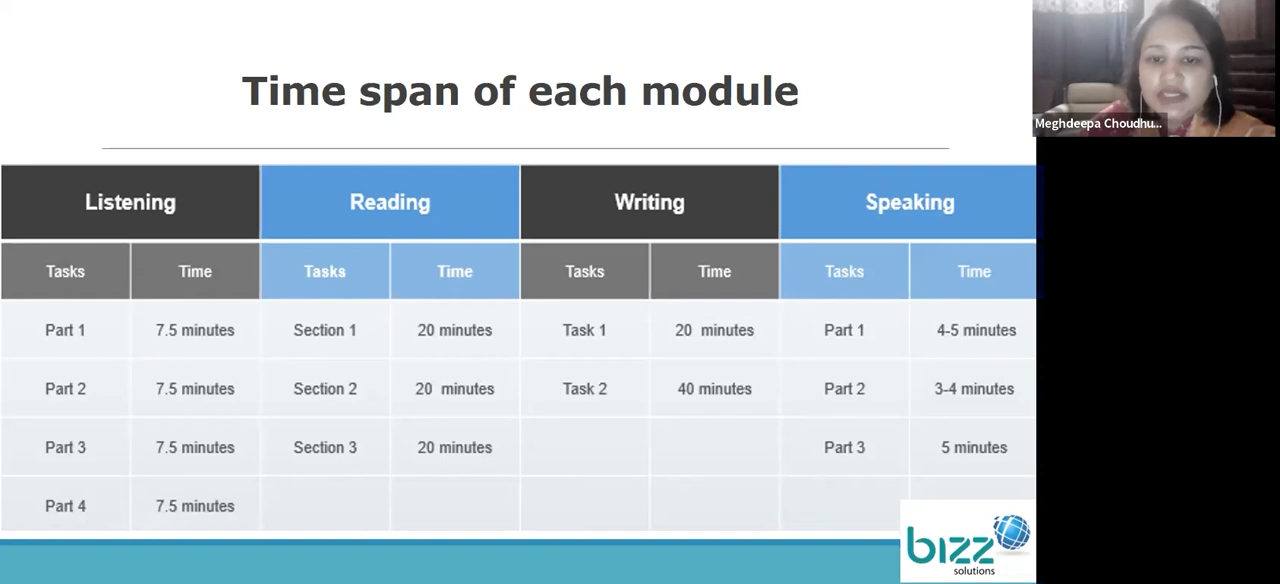 Time span of each module
Meghdeepa Choudhu...
Listening Reading Writing Speaking
Tasks Time Tasks Time Tasks Time Tasks Time
Part 1 7.5 minutes Section 1 20 minutes Task 1 20 minutes Part 1 4-5 minutes
Part 2 7.5 minutes Section 2 20 minutes Task 2 40 minutes Part 2 3-4 minutes
Part 3 7.5 minutes Section 3 20 minutes Part 3 5 minutes
Part 4 7.5 minutes
bizz
solutions